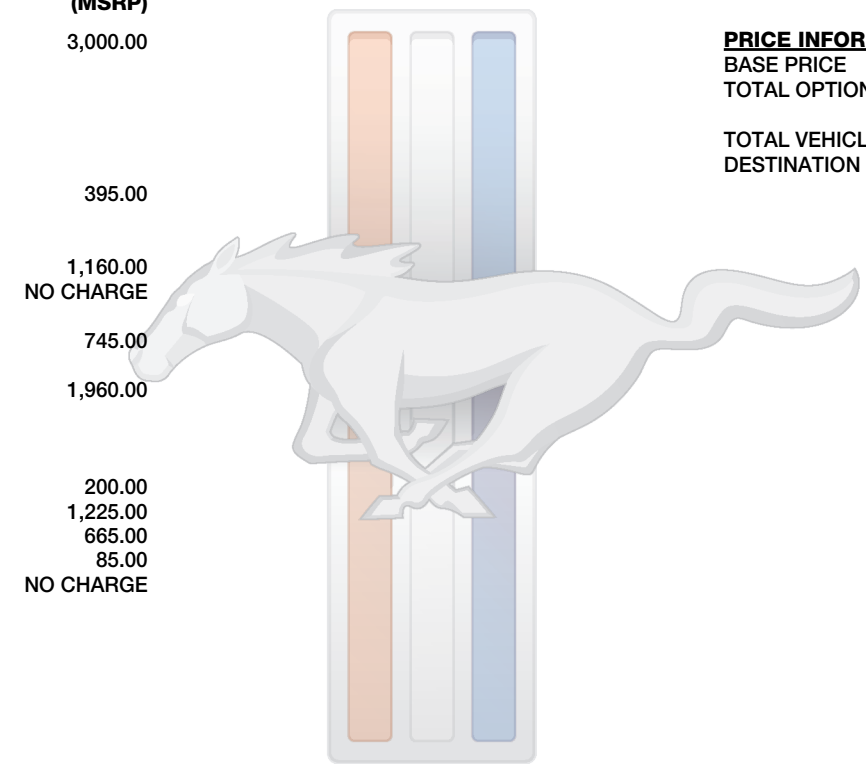 (MSRP)
3,000.00
395.00
1,160.00
NO CHARGE
745.00
1,960.00
200.00
1,225.00
665.00
85.00
NO CHARGE
PRICE INFOR
BASE PRICE
TOTAL OPTION
TOTAL VEHICL
DESTINATION